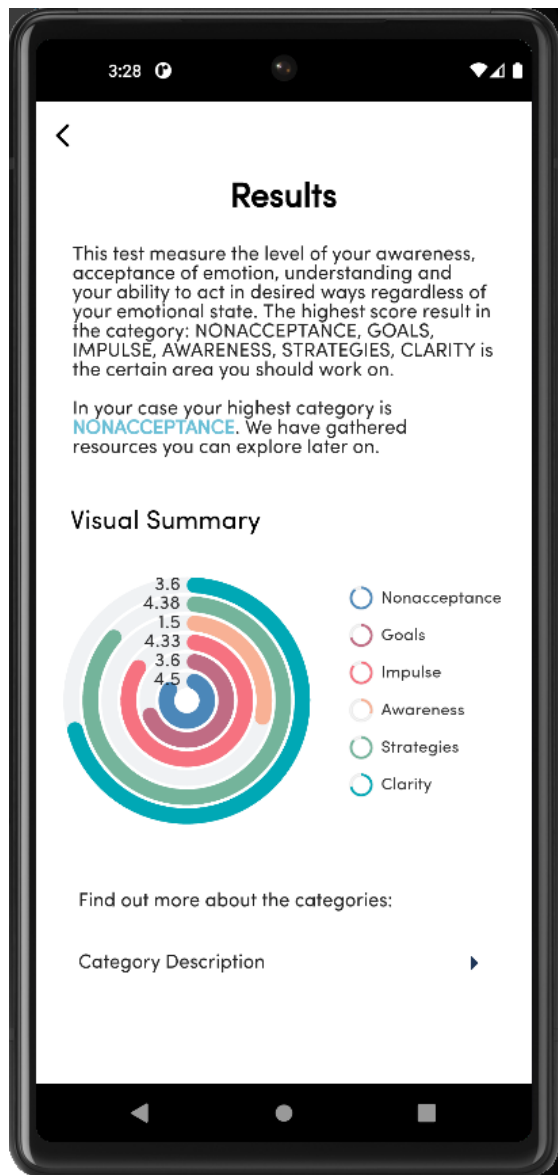 3:28
Results
This test measure the level of your awareness,
acceptance of emotion, understanding and
your ability to act in desired ways regardless of
your emotional state. The highest score result in
the category: NONACCEPTANCE, GOALS,
IMPULSE, AWARENESS, STRATEGIES, CLARITY is
the certain area you should work on.
In your case your highest category is
NONACCEPTANCE. We have gathered
resources you can explore later on.
Visual Summary
3.6
4.38
1.5
4.33
3.6
4.5
Nonacceptance
Goals
Impulse
Awareness
Strategies
Clarity
Find out more about the categories:
Category Description